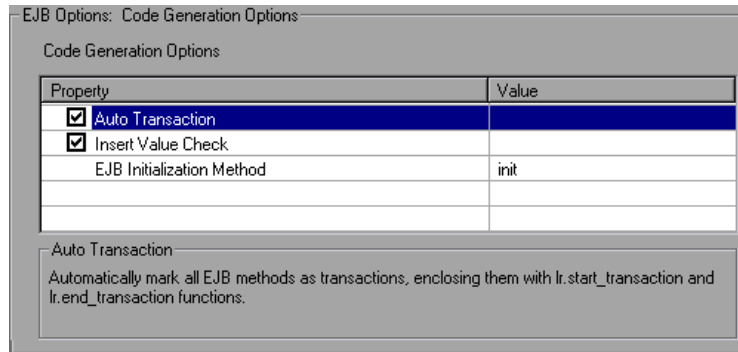 EJB Options: Code Generation Options
Code Generation Options
Property Value
Auto Transaction
Insert Value Check
EJB Initialization Method init
Auto Transaction
Automatically mark all EJB methods as transactions, enclosing them with lr.start_transaction and
lr.end_transaction functions.